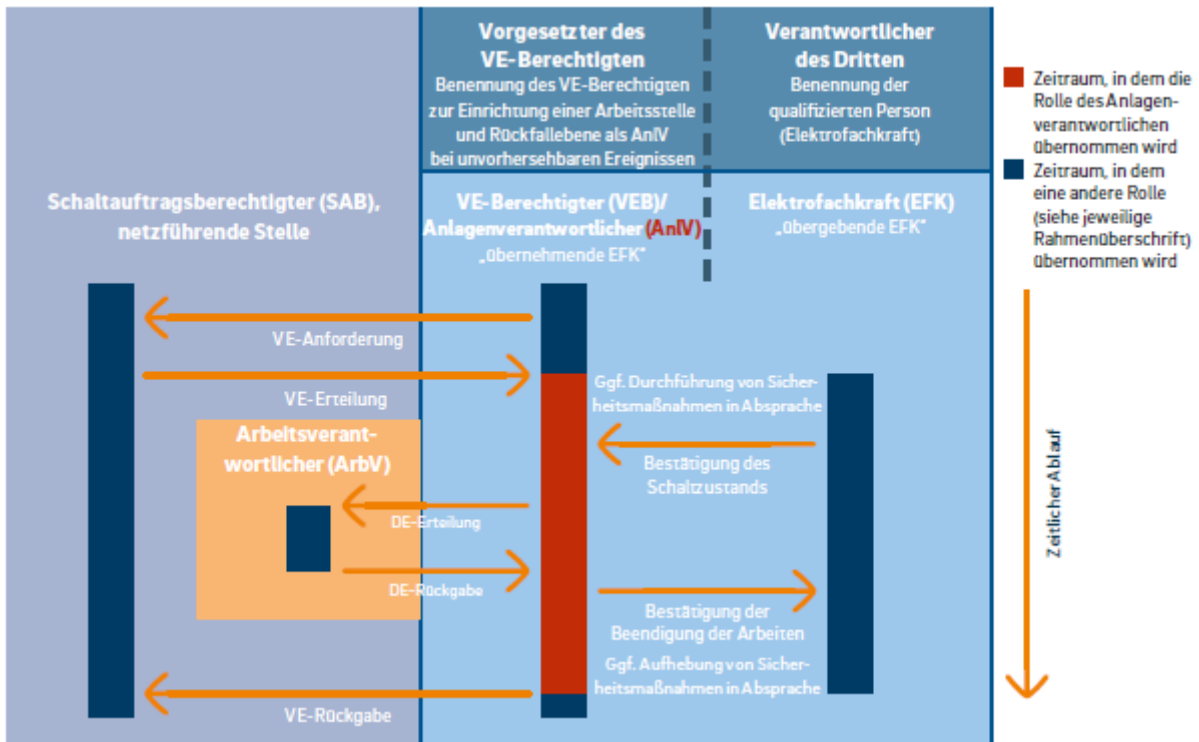 Vorgesetzter des
VE-Berechtigten
Benennung des VE-Berechtigten
zur Einrichtung einer Arbeitsstelle
und Rückfallebene als AnlV
bei unvorhersehbaren Ereignissen
Verantwortlicher
des Dritten
Benennung der
qualifizierten Person
(Elektrofachkraft)
Zeitraum, in dem die
Rolle des Anlagen-
verantwortlichen
übernommen wird
Zeitraum, in dem
eine andere Rolle
(siehe jeweilige
Rahmenüberschrift)
übernommen wird
Schaltauftragsberechtigter (SAB),
netzführende Stelle
VE-Berechtigter (VEB)/
Anlagenverantwortlicher (AnlV)
„übernehmende EFK“
Elektrofachkraft (EFK)
„übergebende EFK“
VE-Anforderung
VE-Erteilung
Ggf. Durchführung von Sicher-
heitsmaßnahmen in Absprache
Arbeitsverant-
wortlicher (ArbV)
Bestätigung des
Schaltzustands
DE-Erteilung
DE-Rückgabe
Bestätigung der
Beendigung der Arbeiten
Ggf. Aufhebung von Sicher-
heitsmaßnahmen in Absprache
VE-Rückgabe
Zeitlicher Ablauf